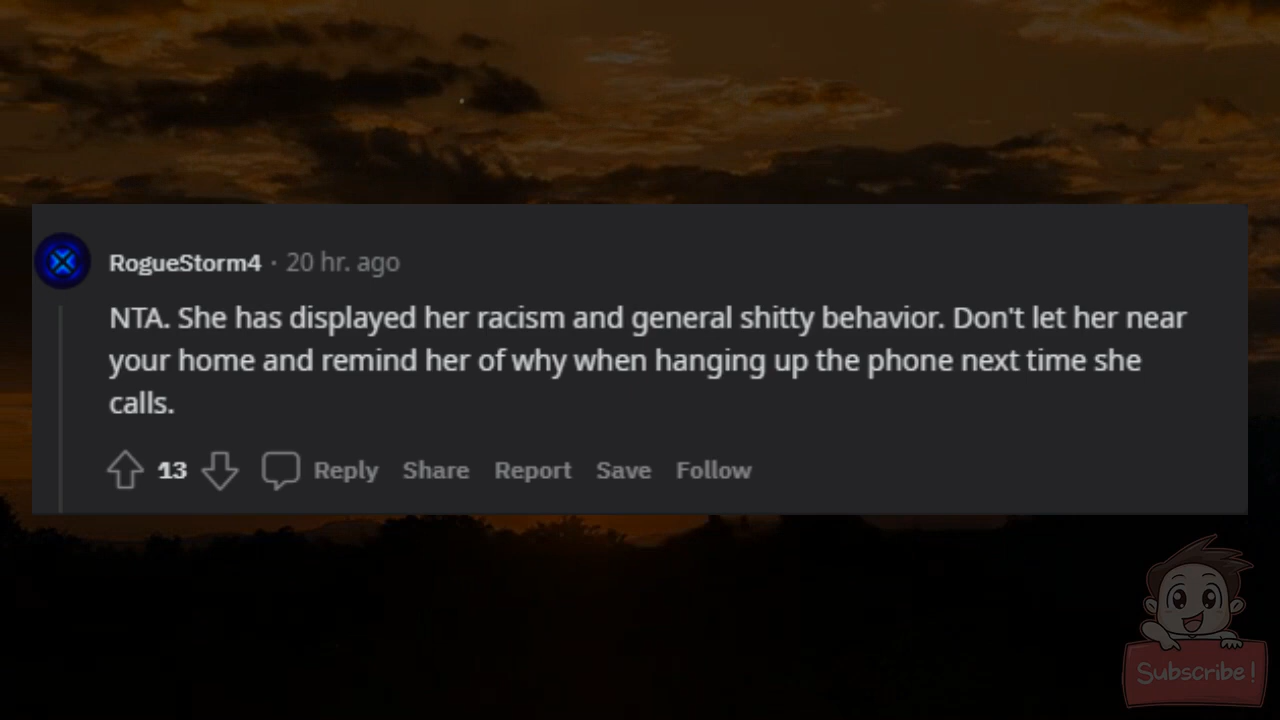 RogueStorm4 · 20 hr. ago
NTA. She has displayed her racism and general shitty behavior. Don't let her near
your home and remind her of why when hanging up the phone next time she
calls.
13 Reply Share Report Save Follow
Subscribe!